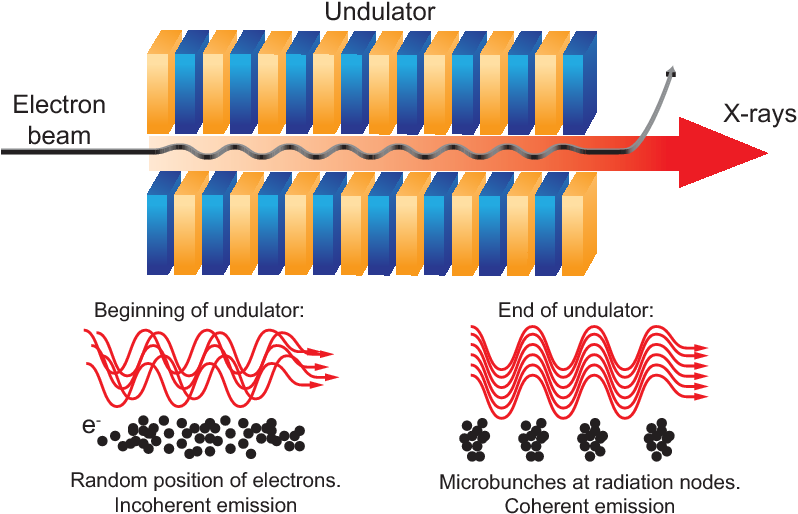 Undulator
Electron
beam
X-rays
Beginning of undulator:
End of undulator:
e-
Random position of electrons.
Incoherent emission
Microbunches at radiation nodes.
Coherent emission